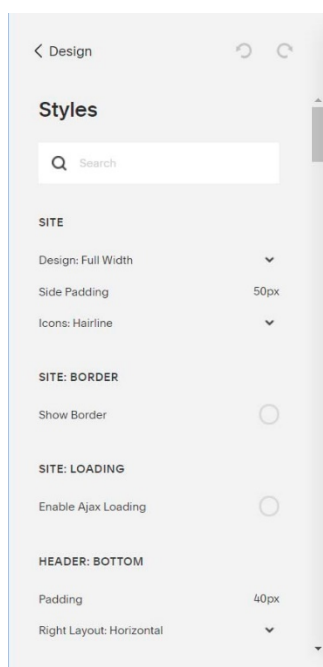 Design
Styles
Search
SITE
Design: Full Width
Side Padding 50px
Icons: Hairline
SITE: BORDER
Show Border
SITE: LOADING
Enable Ajax Loading
HEADER: BOTTOM
Padding 40px
Right Layout: Horizontal